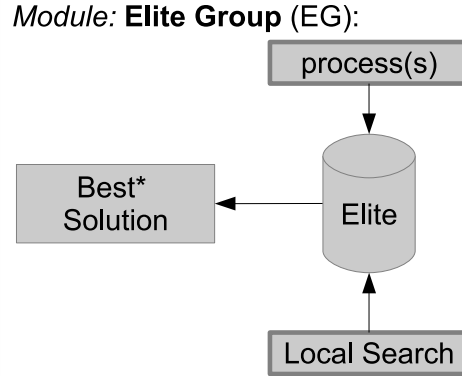 Module: Elite Group (EG):
process(s)
Best*
Solution
Elite
Local Search